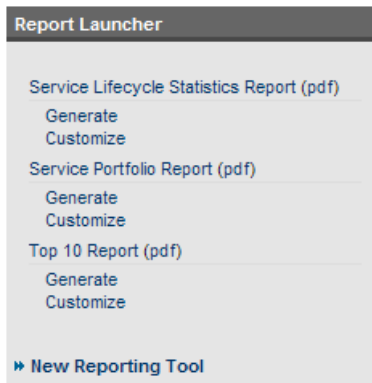 Report Launcher
Service Lifecycle Statistics Report (pdf)
Generate
Customize
Service Portfolio Report (pdf)
Generate
Customize
Top 10 Report (pdf)
Generate
Customize
New Reporting Tool